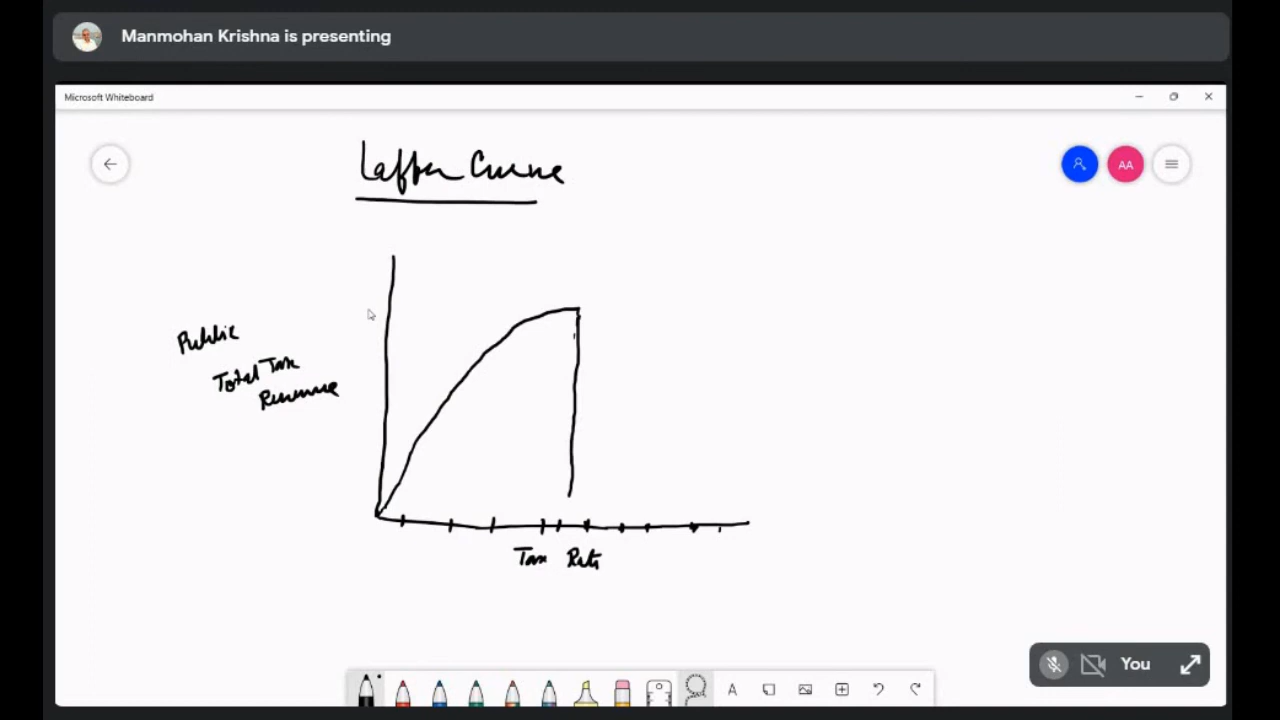 Manmohan Krishna is presenting
Microsoft Whiteboard
Laffer Curve
AA
Public
Total Tax
Revenue
Tax Rate
You
A